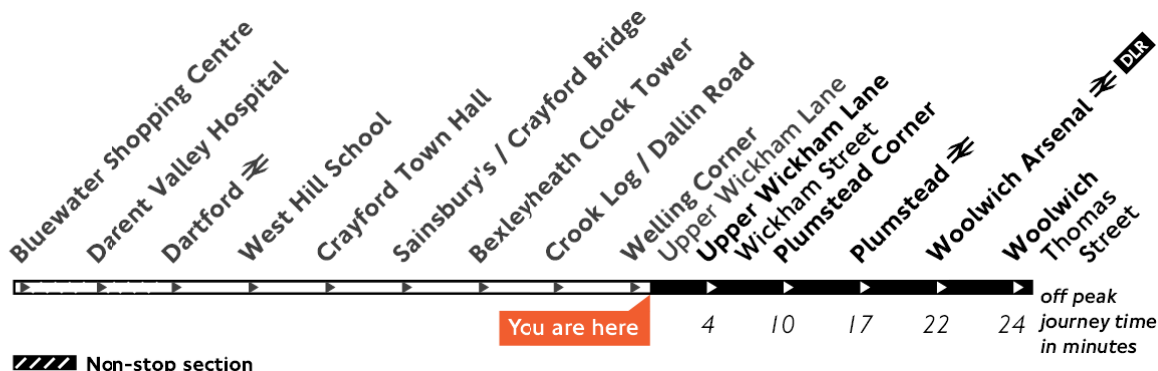 Bluewater Shopping Centre
Darent Valley Hospital
Dartford
West Hill School
Crayford Town Hall
Sainsbury's / Crayford Bridge
Bexleyheath Clock Tower
Crook Log / Dallin Road
Welling Corner
Upper Wickham Lane
Upper Wickham Lane
Wickham Street
Plumstead Corner
Plumstead
Woolwich Arsenal DLR
Woolwich
Thomas
Street
You are here
4 10 17 22 24
off peak
journey time
in minutes
Non-stop section